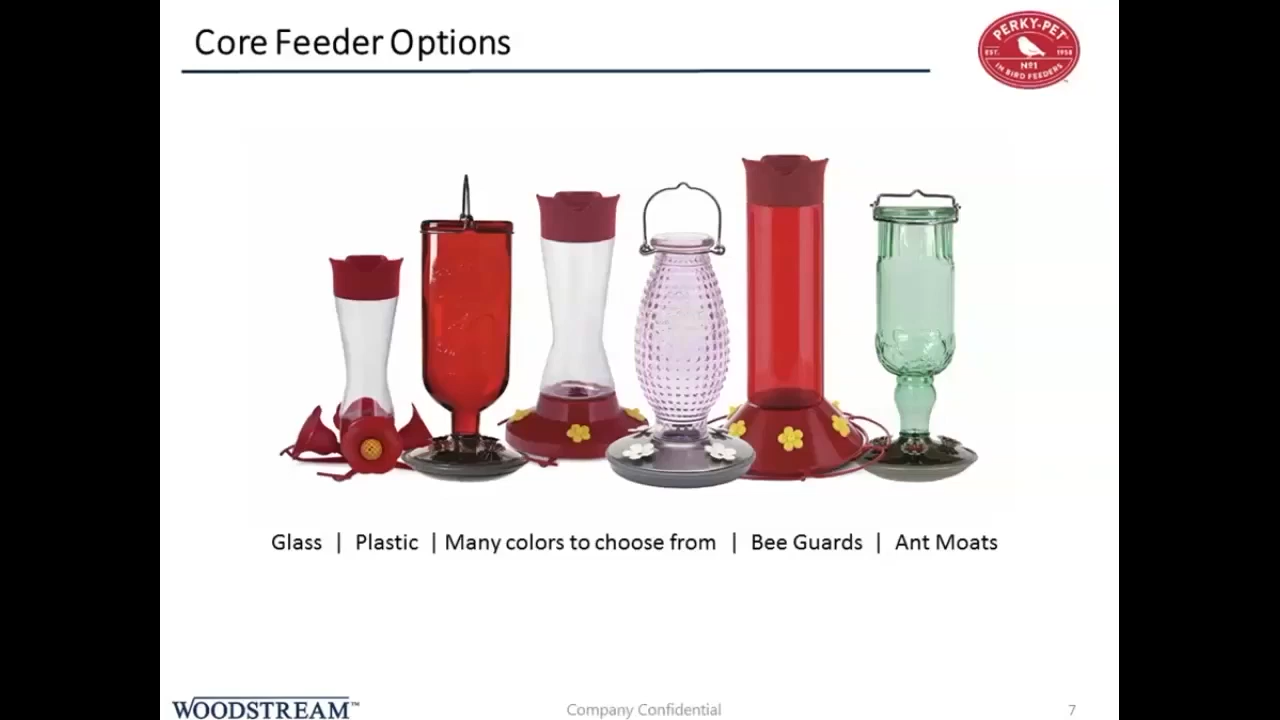 Core Feeder Options
PERKY-PET
EST. 1958
Nº1
IN BIRD FEEDERS
Glass | Plastic | Many colors to choose from | Bee Guards | Ant Moats
WOODSTREAM™
Company Confidential
7